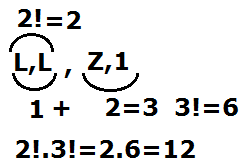 2!=2
L,L , Z,1
1 + 2=3 3!=6
2!.3!=2.6=12